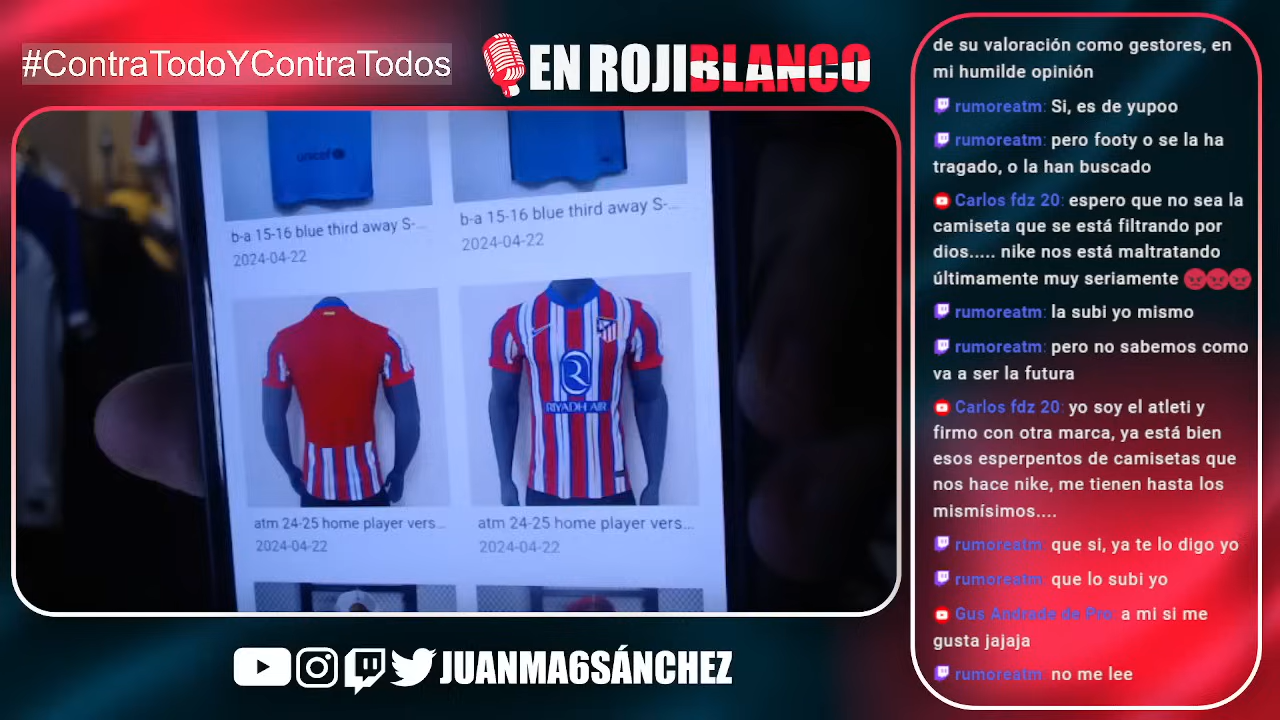 #ContraTodoYContraTodos
EN ROJIBLANCO
unicef
b-a 15-16 blue third away S-...
2024-04-22
b-a 15-16 blue third away S-...
2024-04-22
RIYADH AIR
atm 24-25 home player vers...
2024-04-22
atm 24-25 home player vers...
2024-04-22
JUANMA6SÁNCHEZ
de su valoración como gestores, en
mi humilde opinión
rumoreatm: Si, es de yupoo
rumoreatm: pero footy o se la ha
tragado, o la han buscado
Carlos fdz 20: espero que no sea la
camiseta que se está filtrando por
dios..... nike nos está maltratando
últimamente muy seriamente 😡😡😡
rumoreatm: la subi yo mismo
rumoreatm: pero no sabemos como
va a ser la futura
Carlos fdz 20: yo soy el atleti y
firmo con otra marca, ya está bien
esos esperpentos de camisetas que
nos hace nike, me tienen hasta los
mismísimos....
rumoreatm: que si, ya te lo digo yo
rumoreatm: que lo subi yo
Gus Andrade de Pro: a mi si me
gusta jajaja
rumoreatm: no me lee